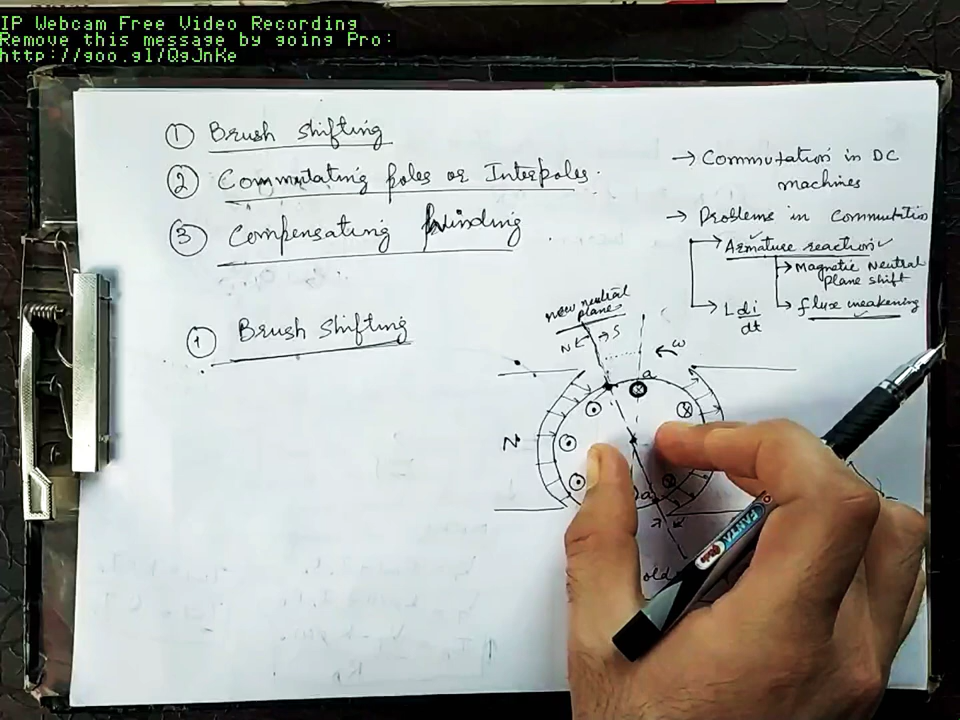 IP Webcam Free Video Recording
Remove this message by going Pro:
http://goo.gl/QgJnKe
① Brush shifting
② Commutating poles or Interpoles.
③ Compensating Winding
① Brush shifting
→ Commutation in DC
machines
→ Problems in Commutation
→ Armature reaction ✓
→ Magnetic Neutral
Plane shift
→ flux weakening
→ L di/dt
new neutral
plane
N S
ω
a
N
a
old
FANTA